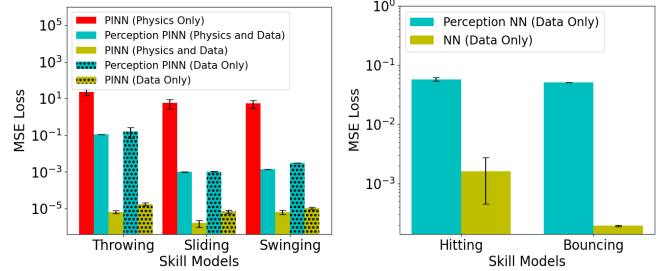 PINN (Physics Only)
Perception PINN (Physics and Data)
PINN (Physics and Data)
Perception PINN (Data Only)
PINN (Data Only)
10^5
10^3
10^1
10^-1
10^-3
10^-5
MSE Loss
Throwing Sliding Swinging
Skill Models
Perception NN (Data Only)
NN (Data Only)
10^0
10^-1
10^-2
10^-3
MSE Loss
Hitting Bouncing
Skill Models